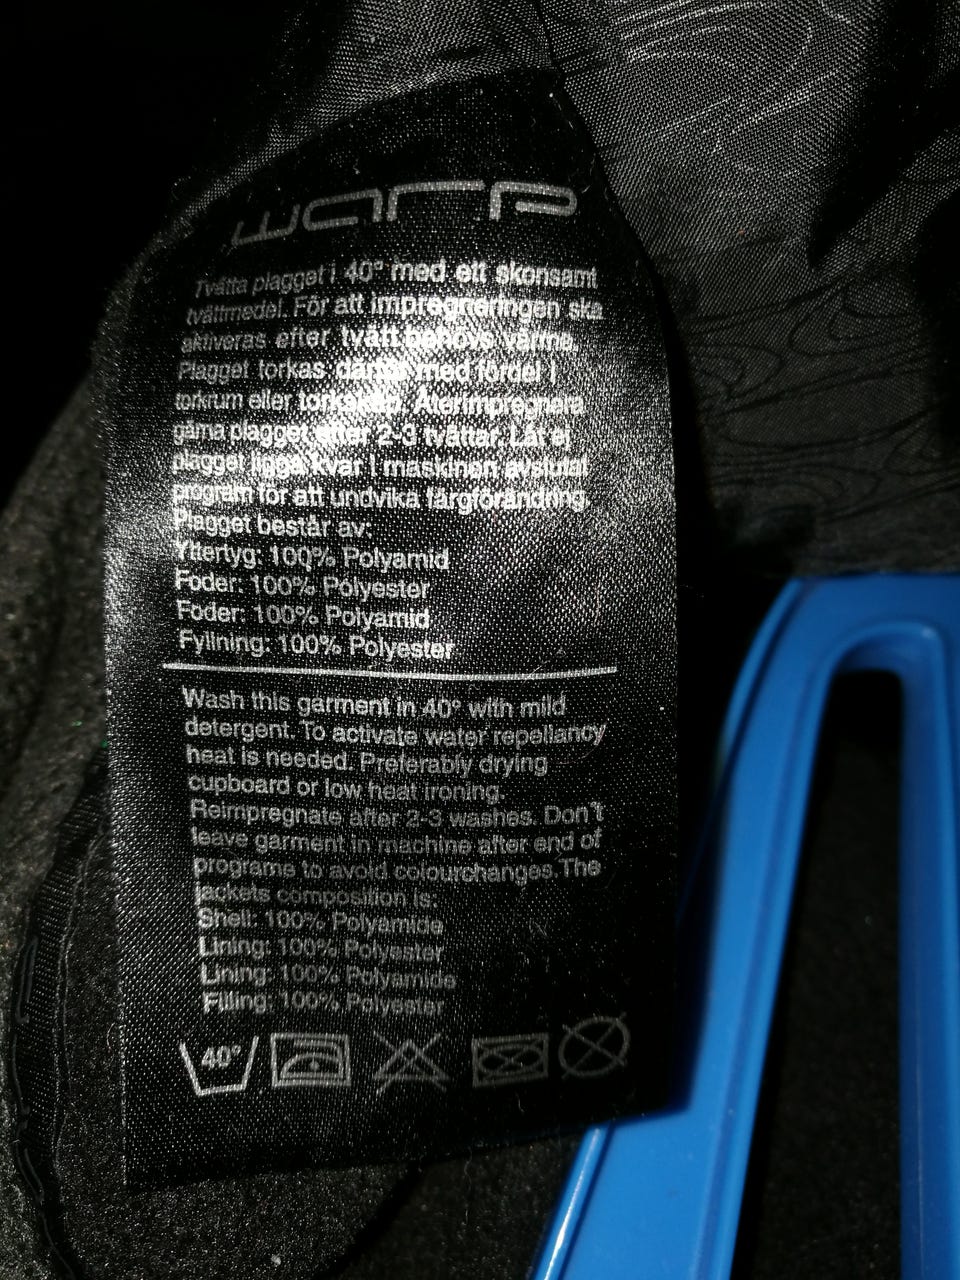 warp
Tvätta plagget i 40° med ett skonsamt
tvättmedel. För att impregneringen ska
aktiveras efter tvätt behövs värme.
Plagget torkas därför med fördel i
torkrum eller torkskåp. Återimpregnera
gärna plagget efter 2-3 tvättar. Låt ej
plagget ligga kvar i maskinen avslutat
program för att undvika färgförändring.
Plagget består av:
Yttertyg: 100% Polyamid
Foder: 100% Polyester
Foder: 100% Polyamid
Fyllning: 100% Polyester
Wash this garment in 40° with mild
detergent. To activate water repellancy
heat is needed. Preferably drying
cupboard or low heat ironing.
Reimpregnate after 2-3 washes. Don't
leave garment in machine after end of
programs to avoid colourchanges. The
jackets composition is:
Shell: 100% Polyamide
Lining: 100% Polyester
Lining: 100% Polyamide
Filling: 100% Polyester
40°